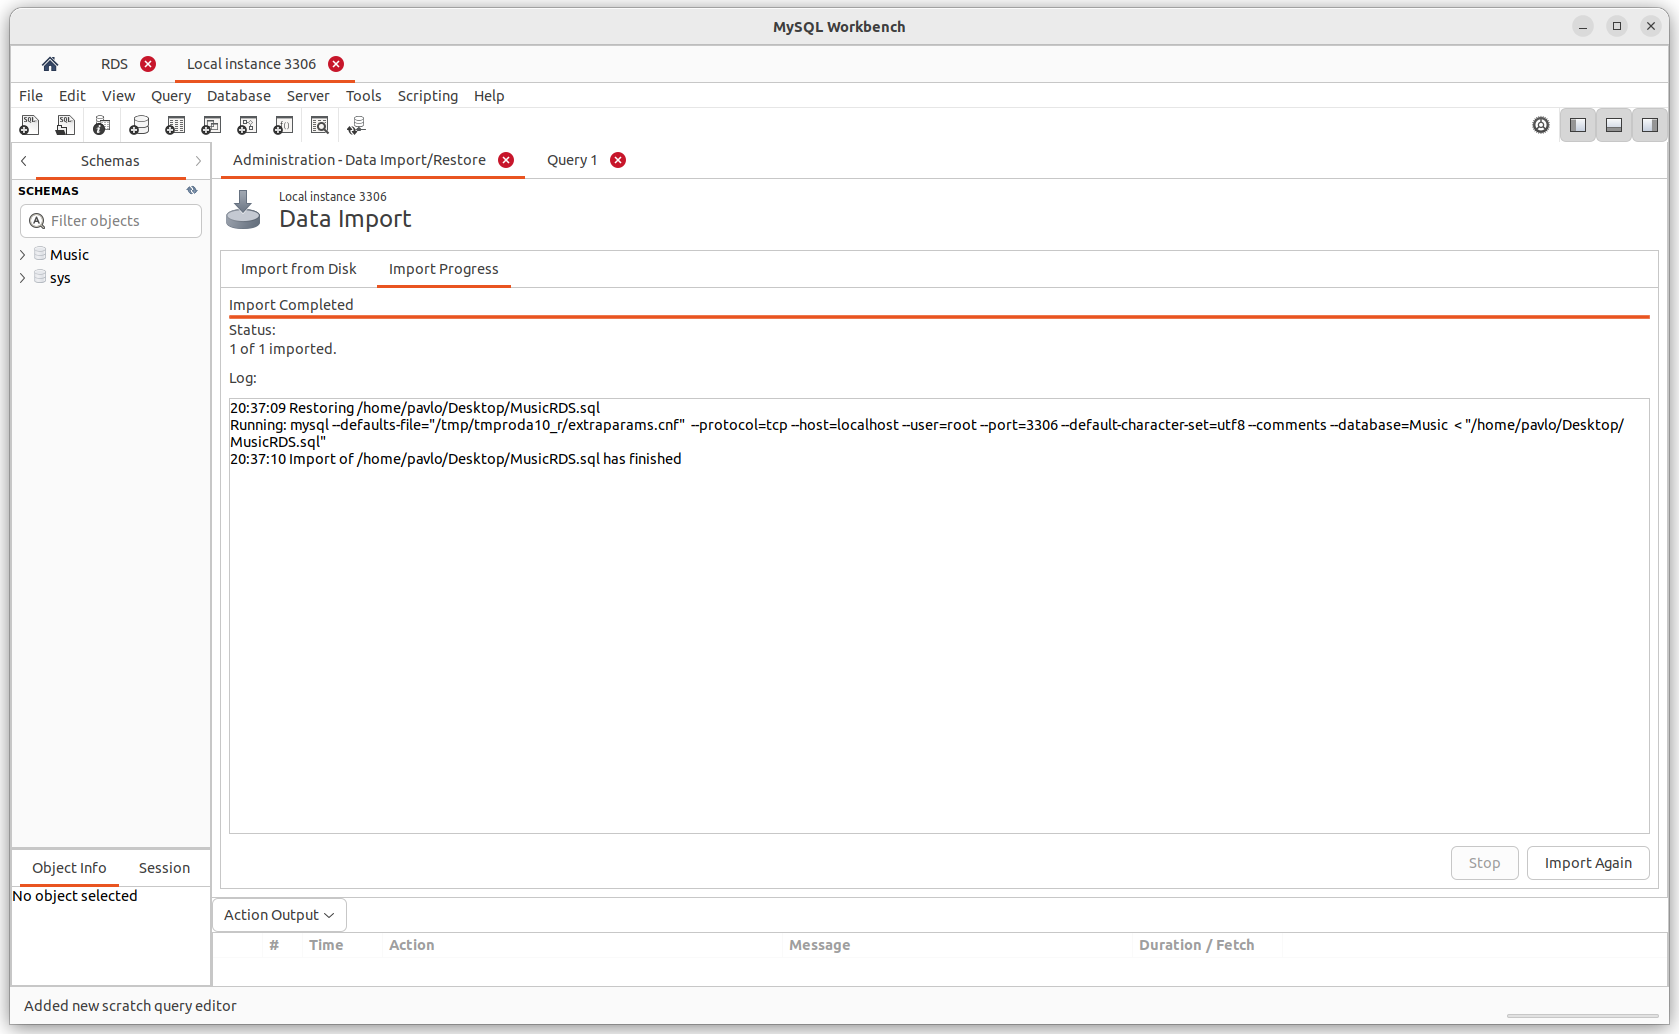 MySQL Workbench
RDS
Local instance 3306
File Edit View Query Database Server Tools Scripting Help
Schemas
SCHEMAS
Filter objects
Music
sys
Administration - Data Import/Restore
Query 1
Local instance 3306
Data Import
Import from Disk
Import Progress
Import Completed
Status:
1 of 1 imported.
Log:
20:37:09 Restoring /home/pavlo/Desktop/MusicRDS.sql
Running: mysql --defaults-file="/tmp/tmproda10_r/extraparams.cnf"  --protocol=tcp --host=localhost --user=root --port=3306 --default-character-set=utf8 --comments --database=Music  < "/home/pavlo/Desktop/
MusicRDS.sql"
20:37:10 Import of /home/pavlo/Desktop/MusicRDS.sql has finished
Stop
Import Again
Object Info
Session
No object selected
Action Output
# Time Action Message Duration / Fetch
Added new scratch query editor